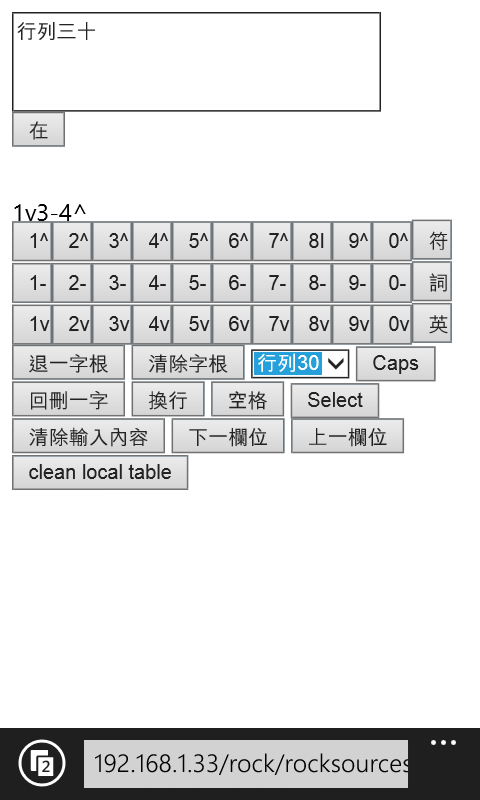 行列三十
在
1v3-4^
1^ 2^ 3^ 4^ 5^ 6^ 7^ 8I 9^ 0^ 符
1- 2- 3- 4- 5- 6- 7- 8- 9- 0- 詞
1v 2v 3v 4v 5v 6v 7v 8v 9v 0v 英
退一字根 清除字根 行列30 Caps
回刪一字 換行 空格 Select
清除輸入內容 下一欄位 上一欄位
clean local table
2 192.168.1.33/rock/rocksources